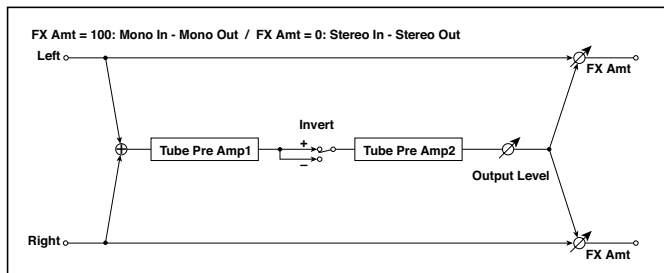 FX Amt = 100: Mono In - Mono Out / FX Amt = 0: Stereo In - Stereo Out
Left
FX Amt
Invert
+
Tube Pre Amp1
Tube Pre Amp2
−
Output Level
Right
FX Amt